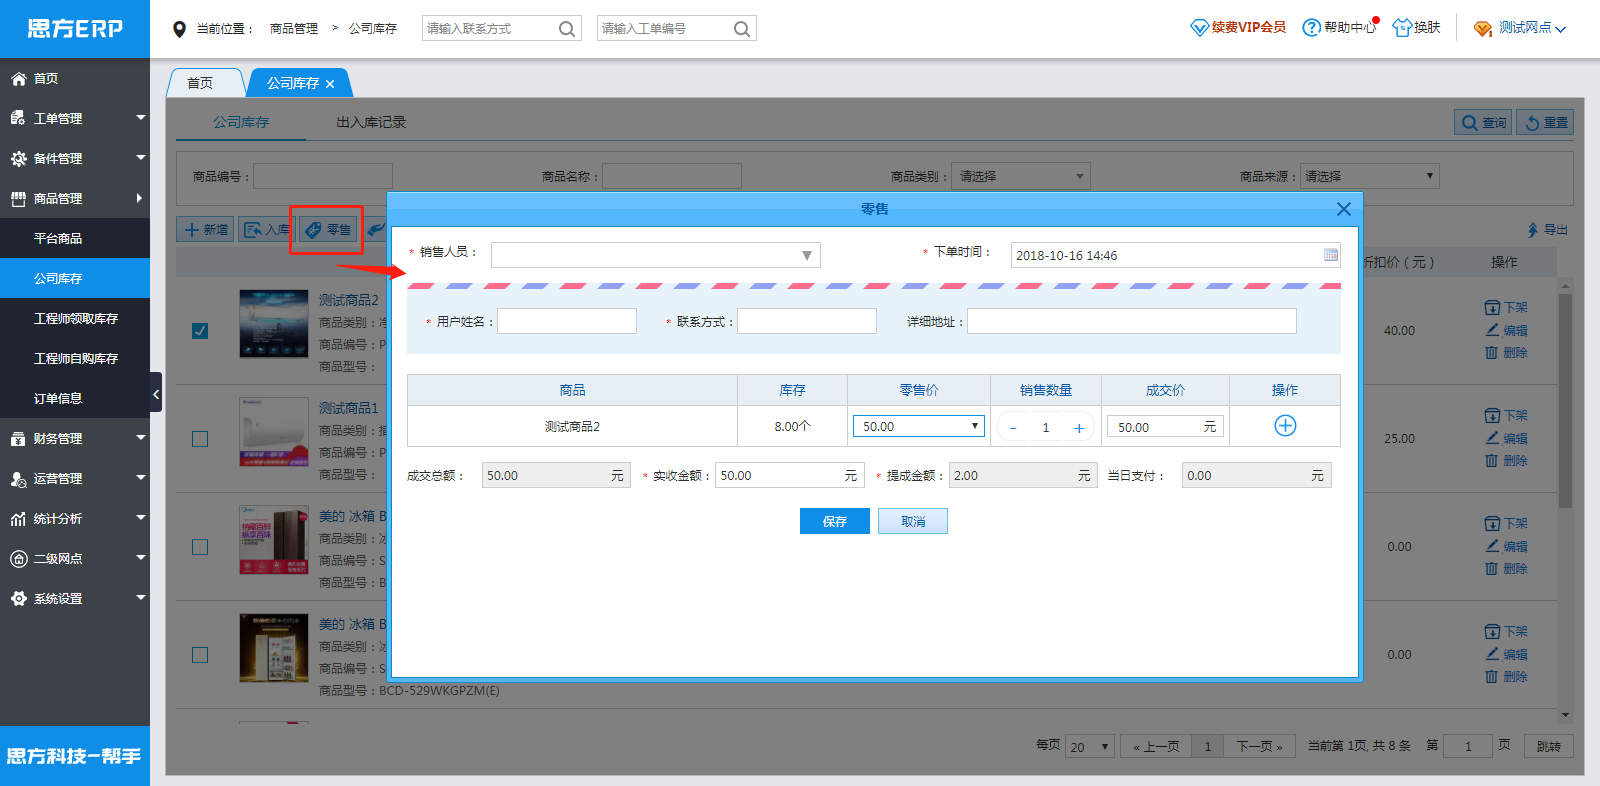 思方ERP
当前位置： 商品管理 > 公司库存
请输入联系方式
请输入工单编号
续费VIP会员
帮助中心
换肤
测试网点
首页
工单管理
备件管理
商品管理
平台商品
公司库存
工程师领取库存
工程师自购库存
订单信息
财务管理
运营管理
统计分析
二级网点
系统设置
思方科技-帮手
首页
公司库存 ×
公司库存
出入库记录
查询
重置
商品编号：
商品名称：
商品类别： 请选择
商品来源： 请选择
新增
入库
零售
导出
折扣价（元）
操作
测试商品2
商品类别：净
商品编号：P
商品型号：
40.00
下架
编辑
删除
测试商品1
商品类别：
商品编号：P
商品型号：
25.00
下架
编辑
删除
美的 冰箱 B
商品类别：冰
商品编号：S
商品型号：B
0.00
下架
编辑
删除
美的 冰箱 B
商品类别：冰
商品编号：S
商品型号：BCD-529WKGPZM(E)
0.00
下架
编辑
删除
零售
* 销售人员：
* 下单时间： 2018-10-16 14:46
* 用户姓名：
* 联系方式：
详细地址：
商品 库存 零售价 销售数量 成交价 操作
测试商品2 8.00个 50.00 - 1 + 50.00 元
成交总额： 50.00 元
* 实收金额： 50.00 元
* 提成金额： 2.00 元
当日支付： 0.00 元
保存
取消
每页 20
« 上一页 1 下一页 »
当前第 1页, 共 8 条
第 1 页
跳转